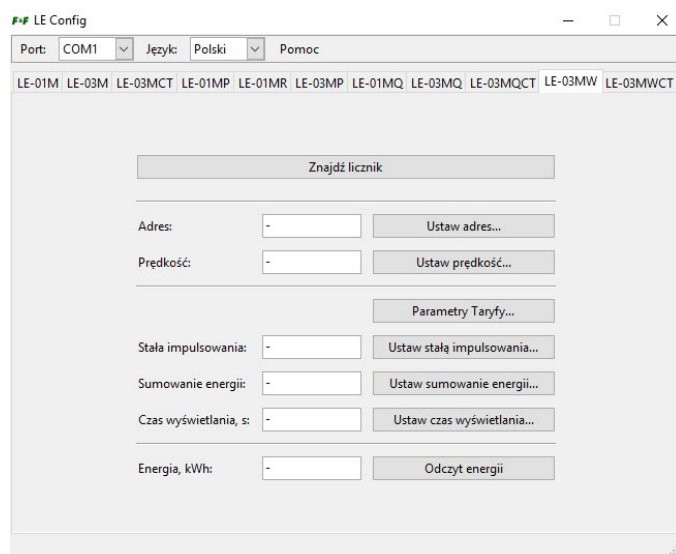 F&F LE Config
Port: COM1 Język: Polski Pomoc
LE-01M LE-03M LE-03MCT LE-01MP LE-01MR LE-03MP LE-01MQ LE-03MQ LE-03MQCT LE-03MW LE-03MWCT
Znajdź licznik
Adres: - Ustaw adres...
Prędkość: - Ustaw prędkość...
Parametry Taryfy...
Stała impulsowania: - Ustaw stałą impulsowania...
Sumowanie energii: - Ustaw sumowanie energii...
Czas wyświetlania, s: - Ustaw czas wyświetlania...
Energia, kWh: - Odczyt energii